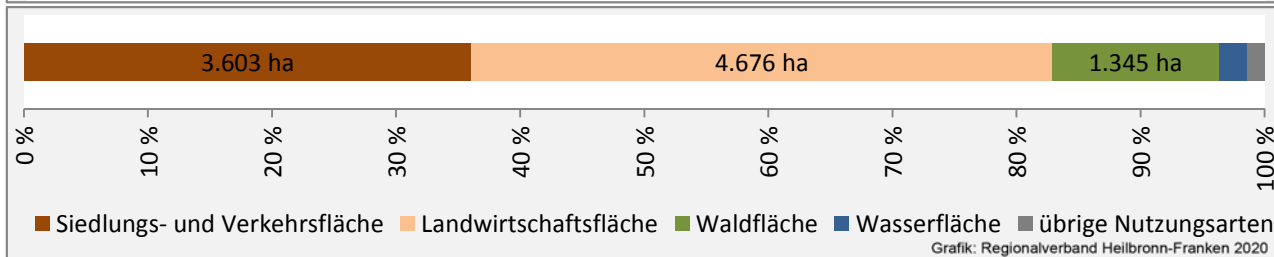 3.603 ha 4.676 ha 1.345 ha
0 % 10 % 20 % 30 % 40 % 50 % 60 % 70 % 80 % 90 % 100 %
Siedlungs- und Verkehrsfläche Landwirtschaftsfläche Waldfläche Wasserfläche übrige Nutzungsarten
Grafik: Regionalverband Heilbronn-Franken 2020